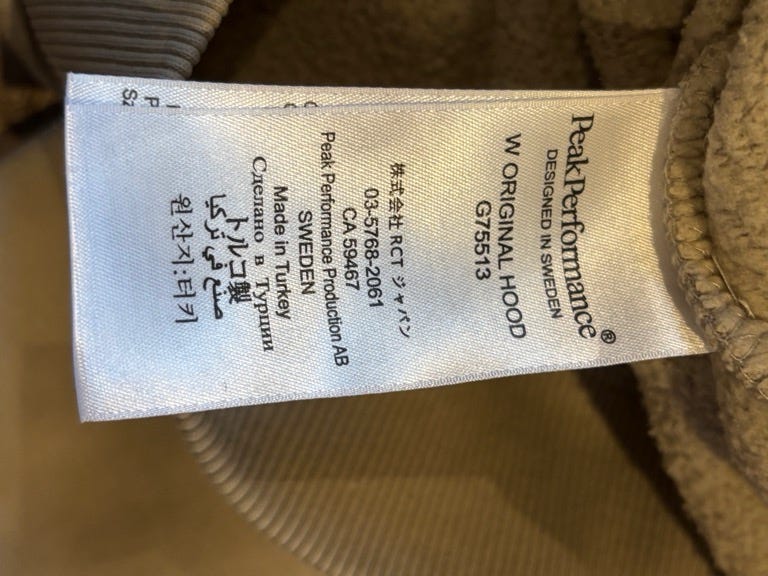 Peak Performance®
DESIGNED IN SWEDEN
W ORIGINAL HOOD
G75513
株式会社 RCT ジャパン
03-5768-2061
CA 59467
Peak Performance Production AB
SWEDEN
Made in Turkey
Сделано в Турции
トルコ製
صنع في تركيا
원산지:터키